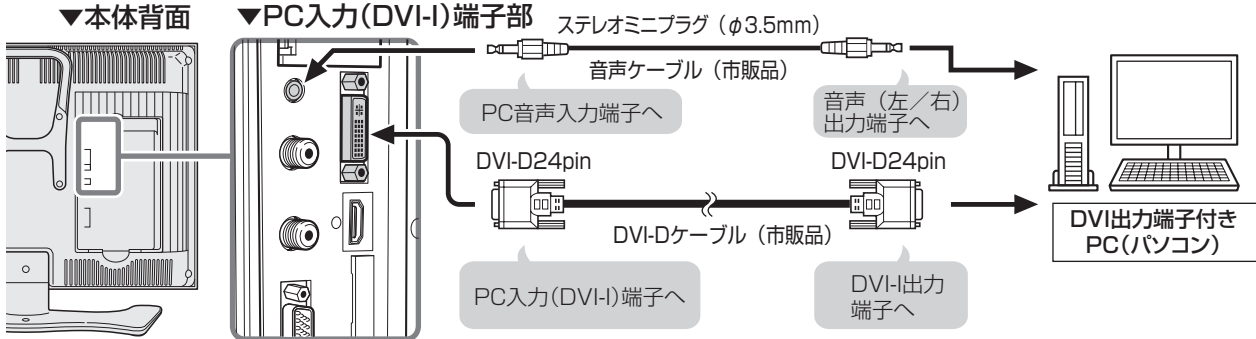 ▼本体背面
▼PC入力(DVI-I)端子部
ステレオミニプラグ（φ3.5mm）
音声ケーブル（市販品）
PC音声入力端子へ
音声（左／右）
出力端子へ
DVI-D24pin
DVI-D24pin
DVI-Dケーブル（市販品）
PC入力(DVI-I)端子へ
DVI-I出力
端子へ
DVI出力端子付き
PC(パソコン)